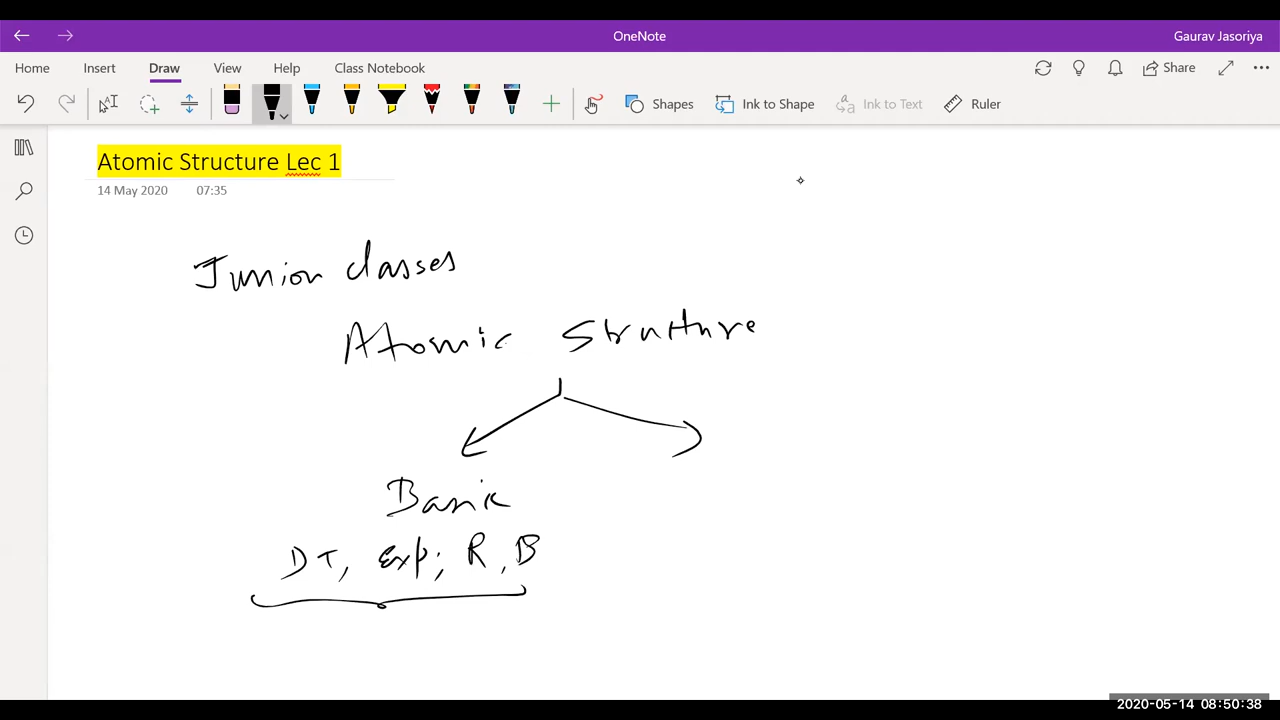 OneNote
Gaurav Jasoriya
Home Insert Draw View Help Class Notebook
Share
Shapes Ink to Shape Ink to Text Ruler
Atomic Structure Lec 1
14 May 2020 07:35
Junior classes
Atomic Structure
Basic
DT, Exp; R, B
2020-05-14 08:50:38